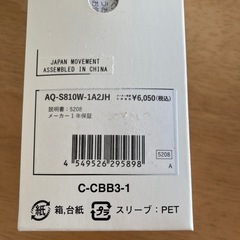 JAPAN MOVEMENT
ASSEMBLED IN CHINA
AQ-S810W-1A2JH ¥6,050(税込)
説明書:5208
メーカー1年保証
4 549526 295898
5208
A
C-CBB3-1
紙 箱,台紙 プラ スリーブ:PET